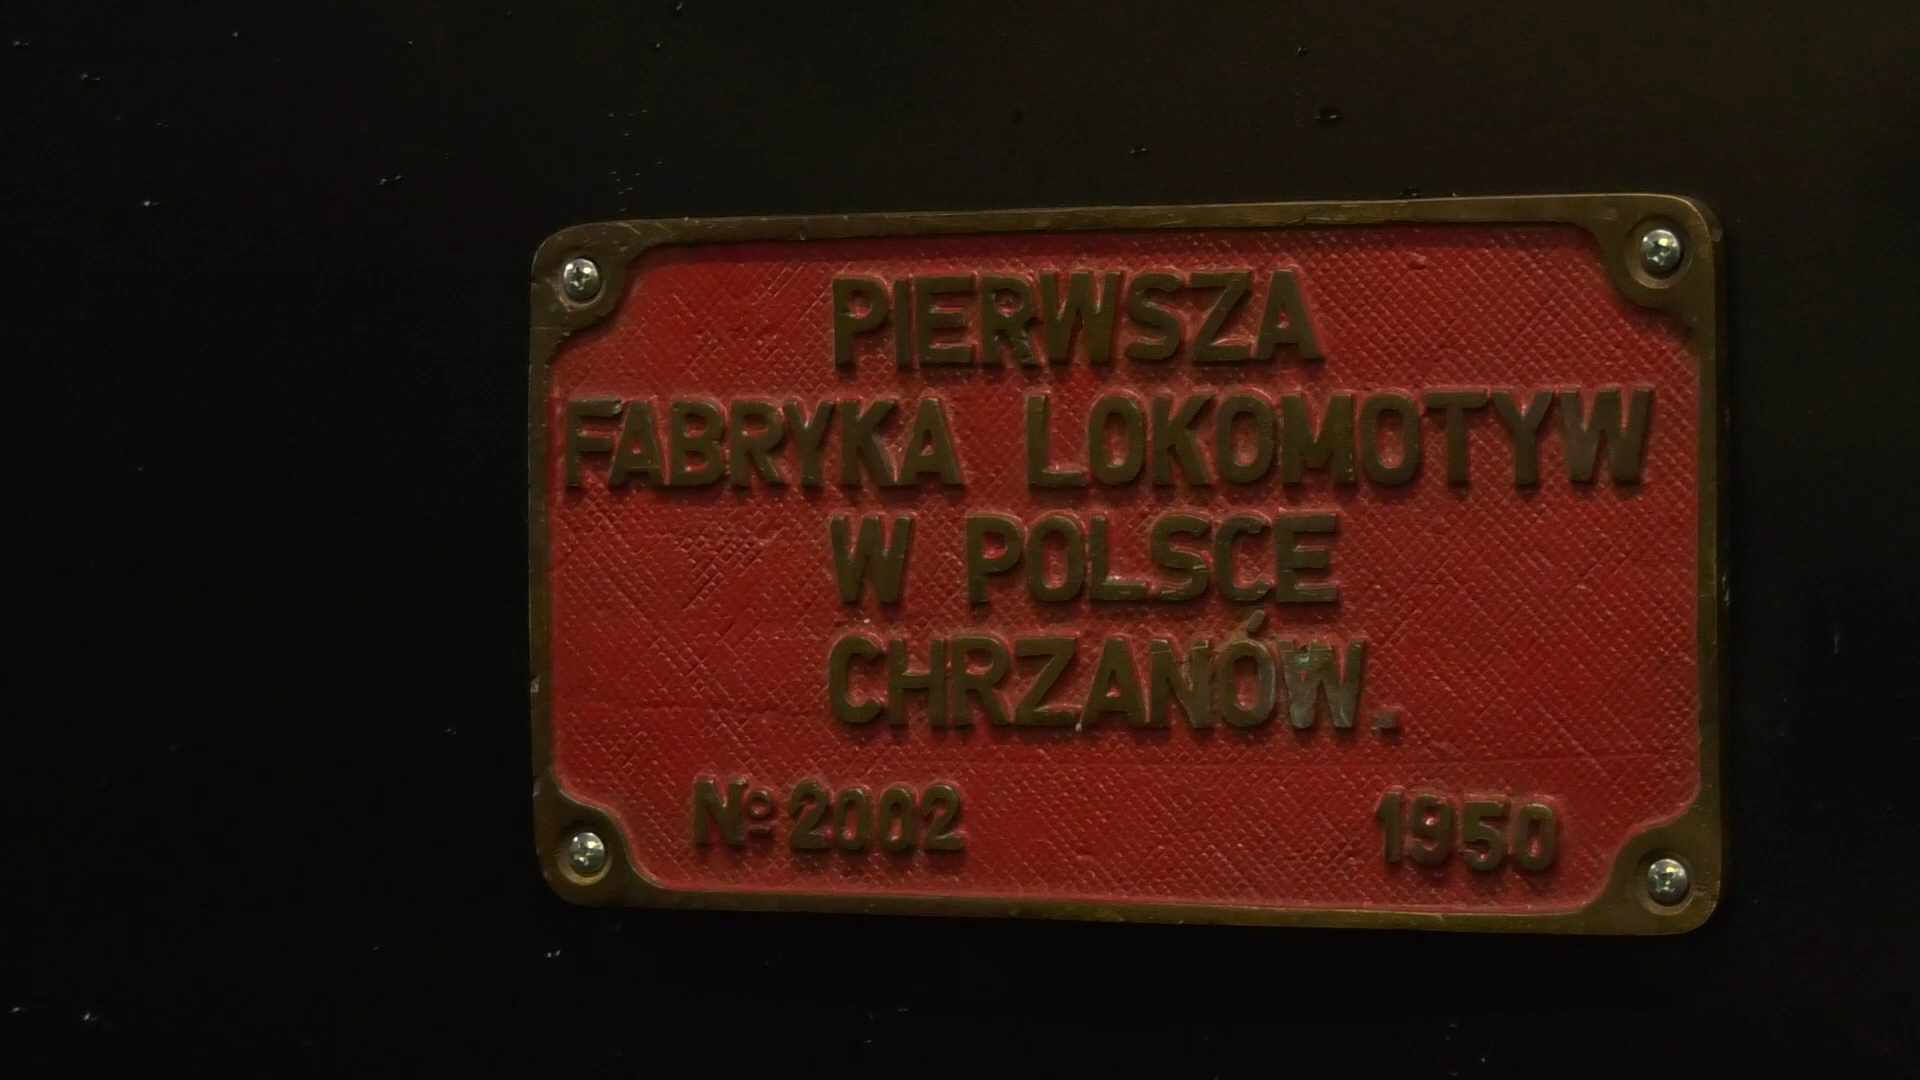 PIERWSZA
FABRYKA LOKOMOTYW
W POLSCE
CHRZANÓW.
Nº 2002 1950